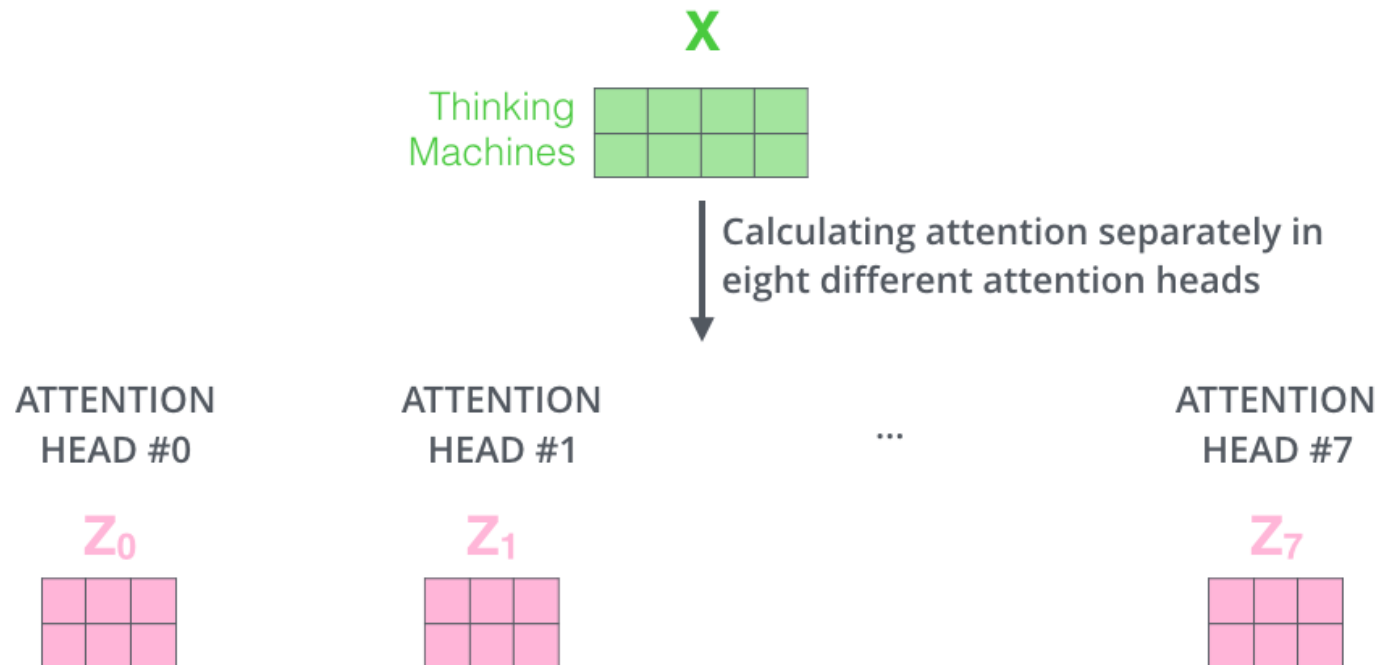 X
Thinking
Machines
Calculating attention separately in
eight different attention heads
ATTENTION
HEAD #0
ATTENTION
HEAD #1
...
ATTENTION
HEAD #7
Z0
Z1
Z7